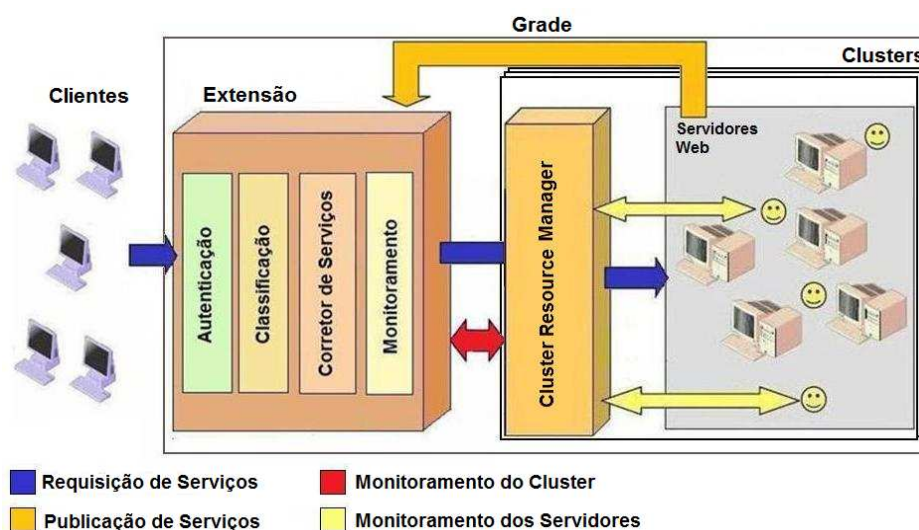 Grade
Clusters
Clientes
Extensão
Servidores
Web
Autenticação
Classificação
Corretor de Serviços
Monitoramento
Cluster Resource Manager
Requisição de Serviços
Monitoramento do Cluster
Publicação de Serviços
Monitoramento dos Servidores